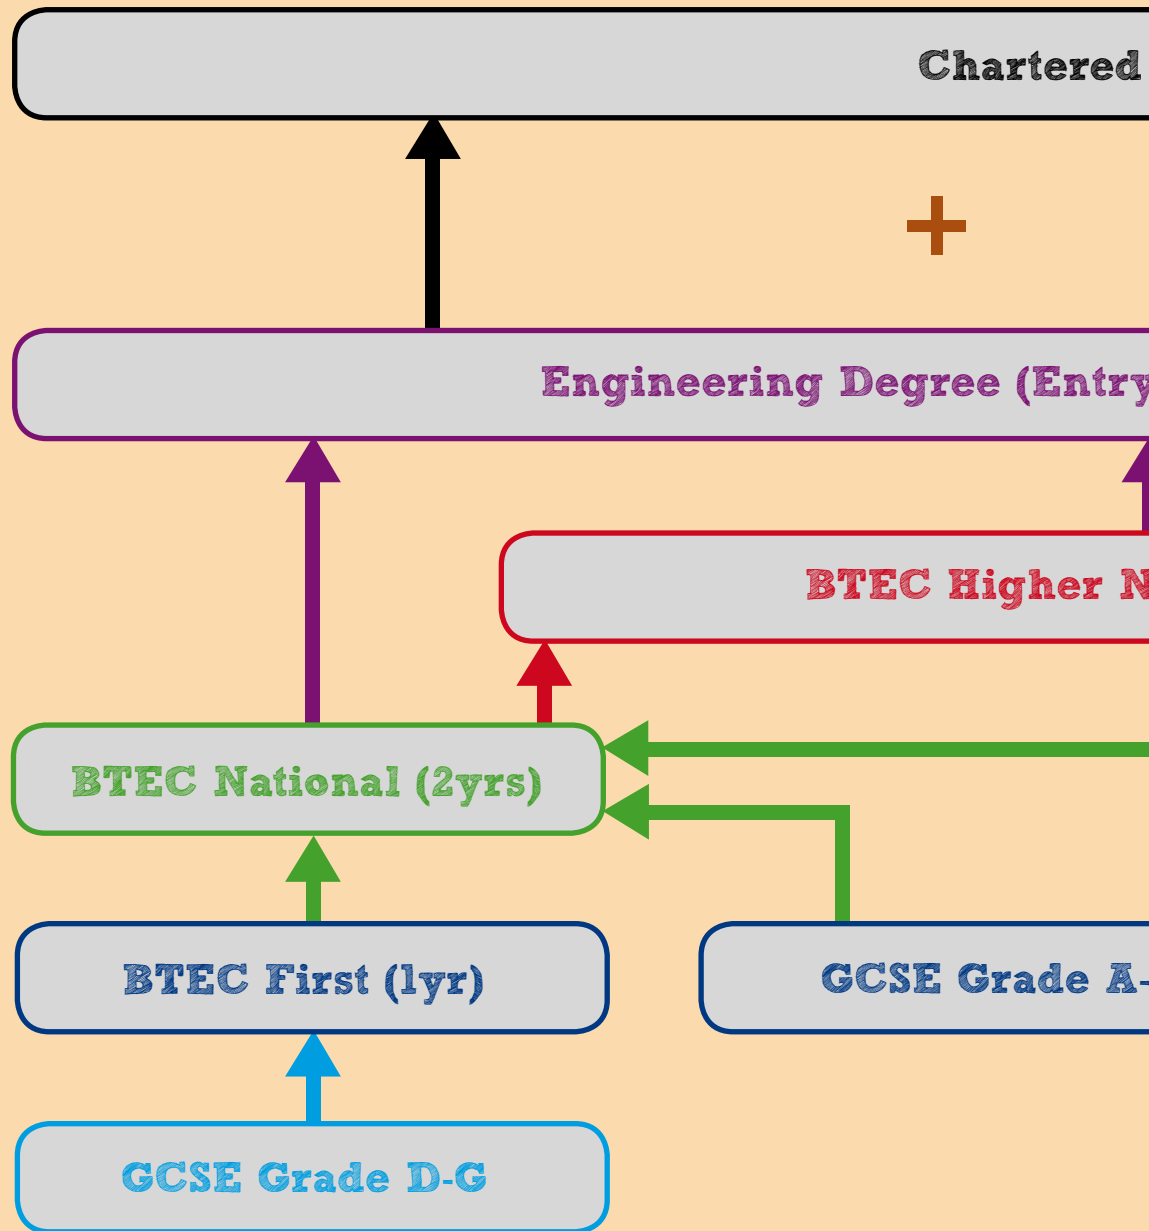 Chartered
+
Engineering Degree (Entry
BTEC Higher N
BTEC National (2yrs)
BTEC First (1yr)
GCSE Grade A-
GCSE Grade D-G